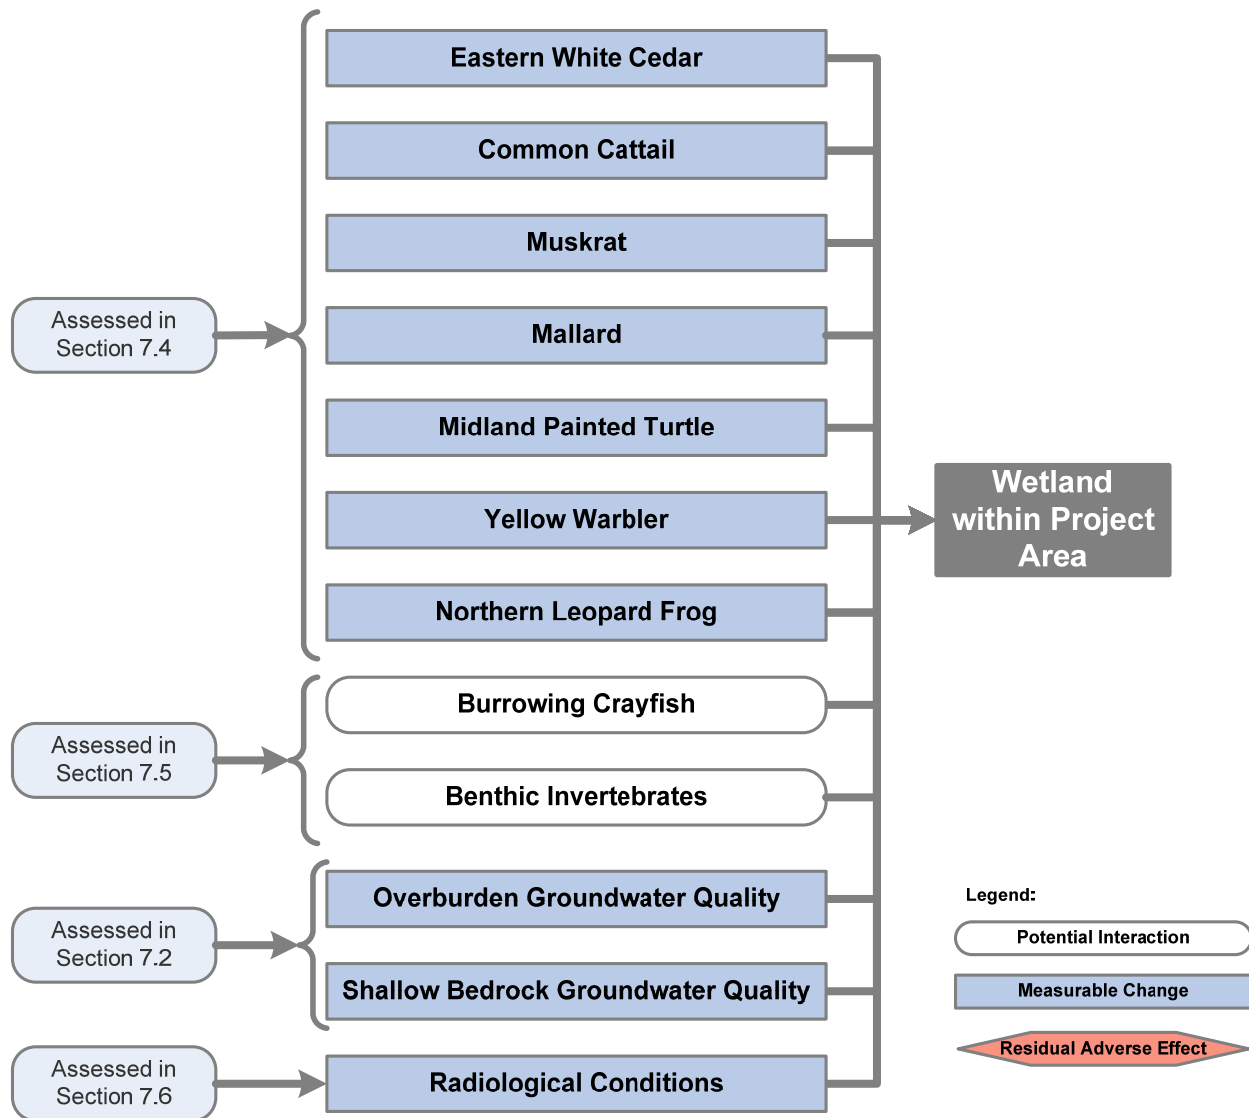 Eastern White Cedar
Common Cattail
Muskrat
Assessed in
Section 7.4
Mallard
Midland Painted Turtle
Yellow Warbler
Northern Leopard Frog
Wetland
within Project
Area
Assessed in
Section 7.5
Burrowing Crayfish
Benthic Invertebrates
Assessed in
Section 7.2
Overburden Groundwater Quality
Shallow Bedrock Groundwater Quality
Assessed in
Section 7.6
Radiological Conditions
Legend:
Potential Interaction
Measurable Change
Residual Adverse Effect